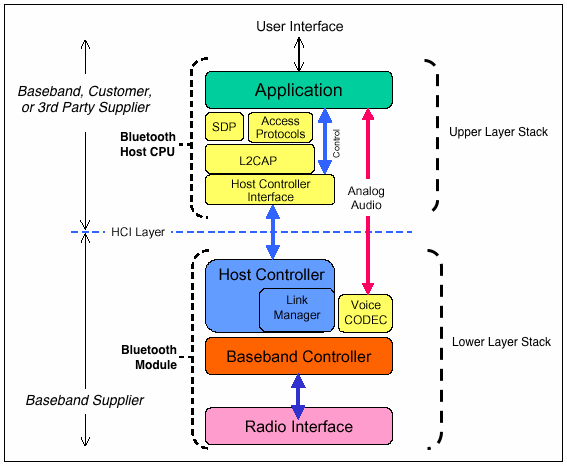 User Interface
Application
Baseband, Customer,
or 3rd Party Supplier
SDP
Access
Protocols
Control
Bluetooth
Host CPU
L2CAP
Upper Layer Stack
Host Controller
Interface
Analog
Audio
HCI Layer
Host Controller
Link
Manager
Voice
CODEC
Bluetooth
Module
Baseband Controller
Lower Layer Stack
Baseband Supplier
Radio Interface